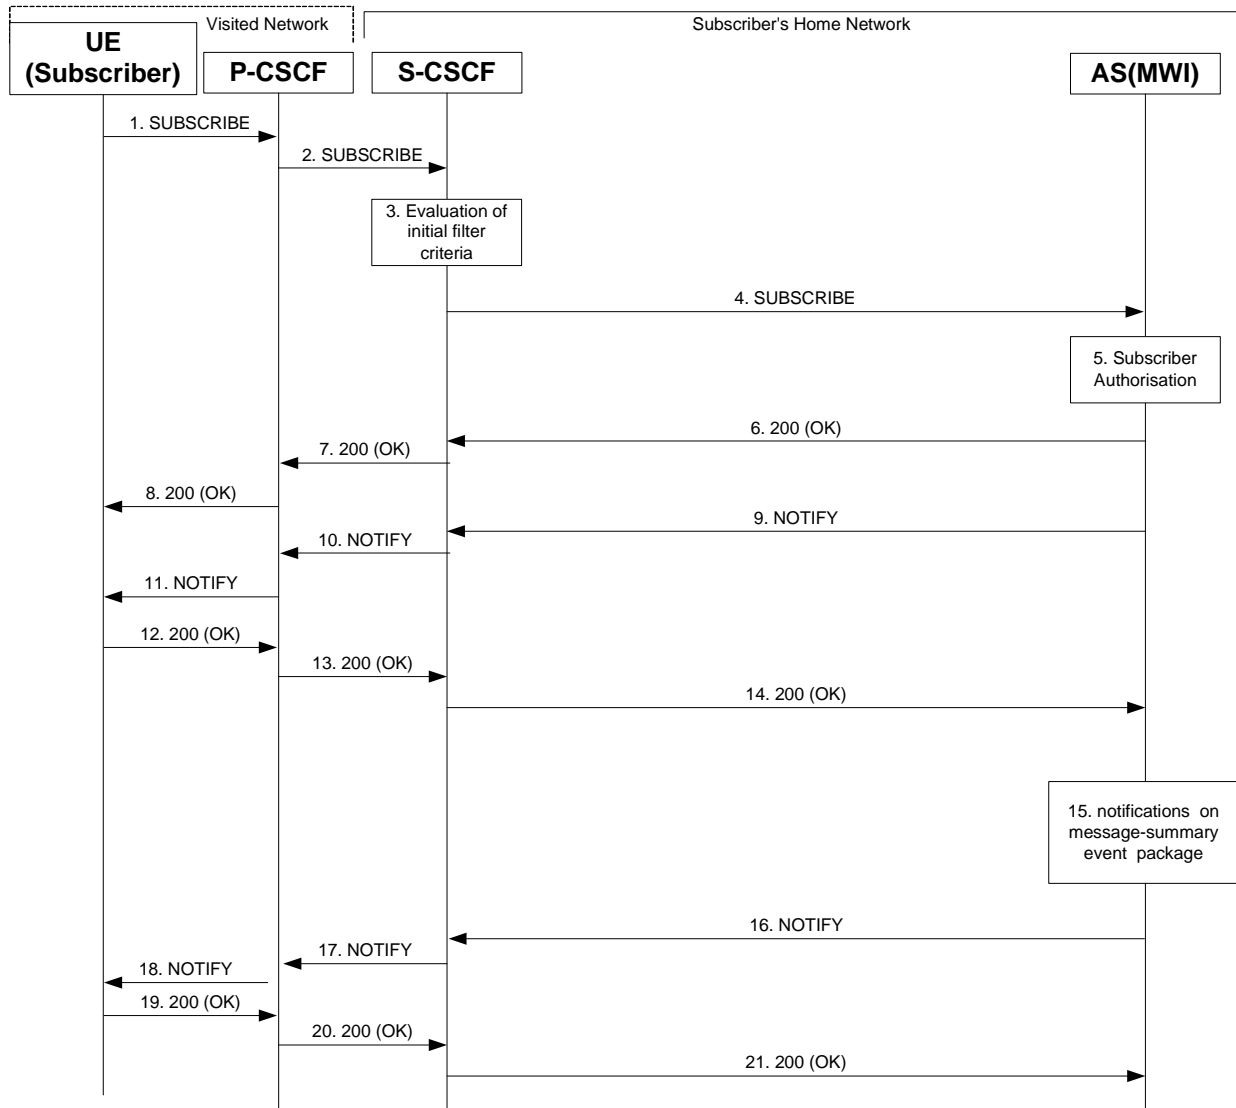 Visited Network
Subscriber's Home Network
UE
(Subscriber)
P-CSCF
S-CSCF
AS(MWI)
1. SUBSCRIBE
2. SUBSCRIBE
3. Evaluation of
initial filter
criteria
4. SUBSCRIBE
5. Subscriber
Authorisation
6. 200 (OK)
7. 200 (OK)
8. 200 (OK)
9. NOTIFY
10. NOTIFY
11. NOTIFY
12. 200 (OK)
13. 200 (OK)
14. 200 (OK)
15. notifications on
message-summary
event package
16. NOTIFY
17. NOTIFY
18. NOTIFY
19. 200 (OK)
20. 200 (OK)
21. 200 (OK)